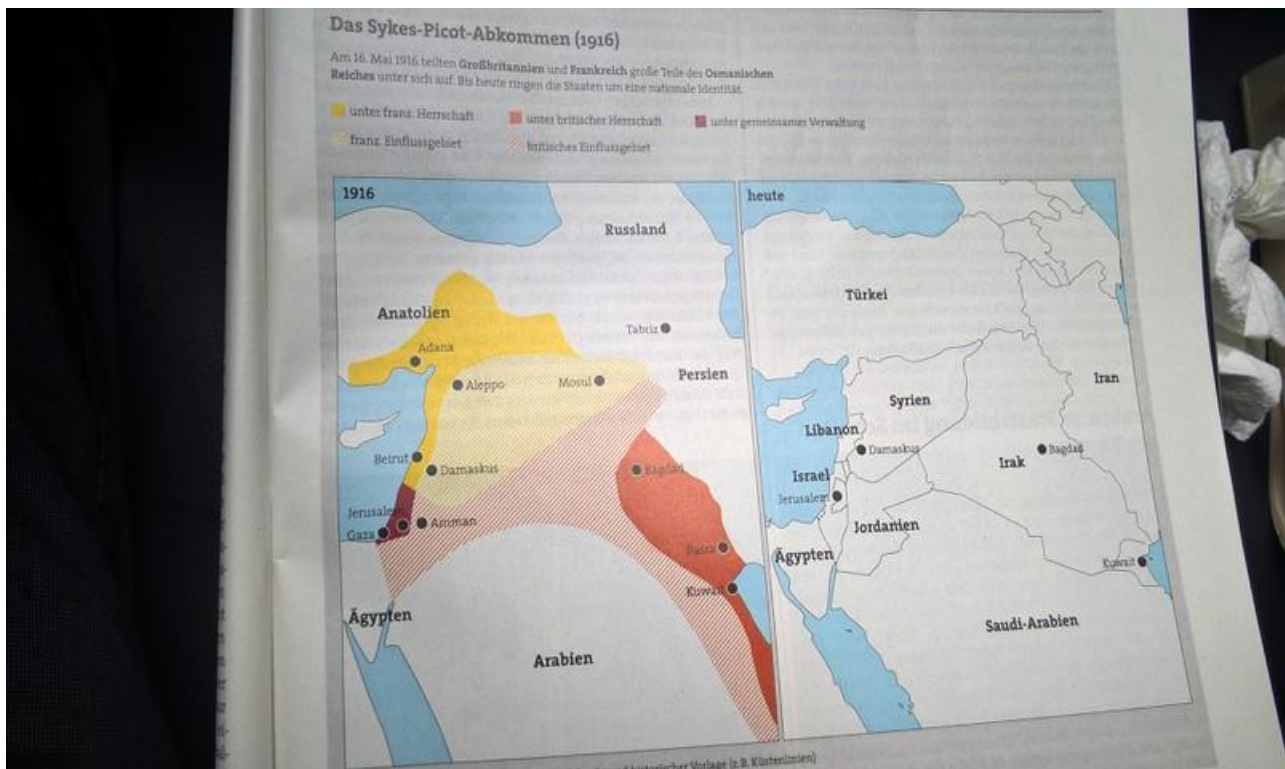 Das Sykes-Picot-Abkommen (1916)
Am 16. Mai 1916 teilten Großbritannien und Frankreich große Teile des Osmanischen
Reiches unter sich auf. Bis heute ringen die Staaten um eine nationale Identität.
unter franz. Herrschaft
unter britischer Herrschaft
unter gemeinsamer Verwaltung
franz. Einflussgebiet
britisches Einflussgebiet
1916
Russland
Anatolien
Tabriz
Adana
Persien
Aleppo
Mosul
Beirut
Damaskus
Bagdad
Jerusalem
Amman
Gaza
Basra
Kuwait
Ägypten
Arabien
heute
Türkei
Iran
Syrien
Libanon
Damaskus
Bagdad
Irak
Israel
Jerusalem
Jordanien
Ägypten
Kuwait
Saudi-Arabien
historischer Vorlage (z. B. Küstenlinien)